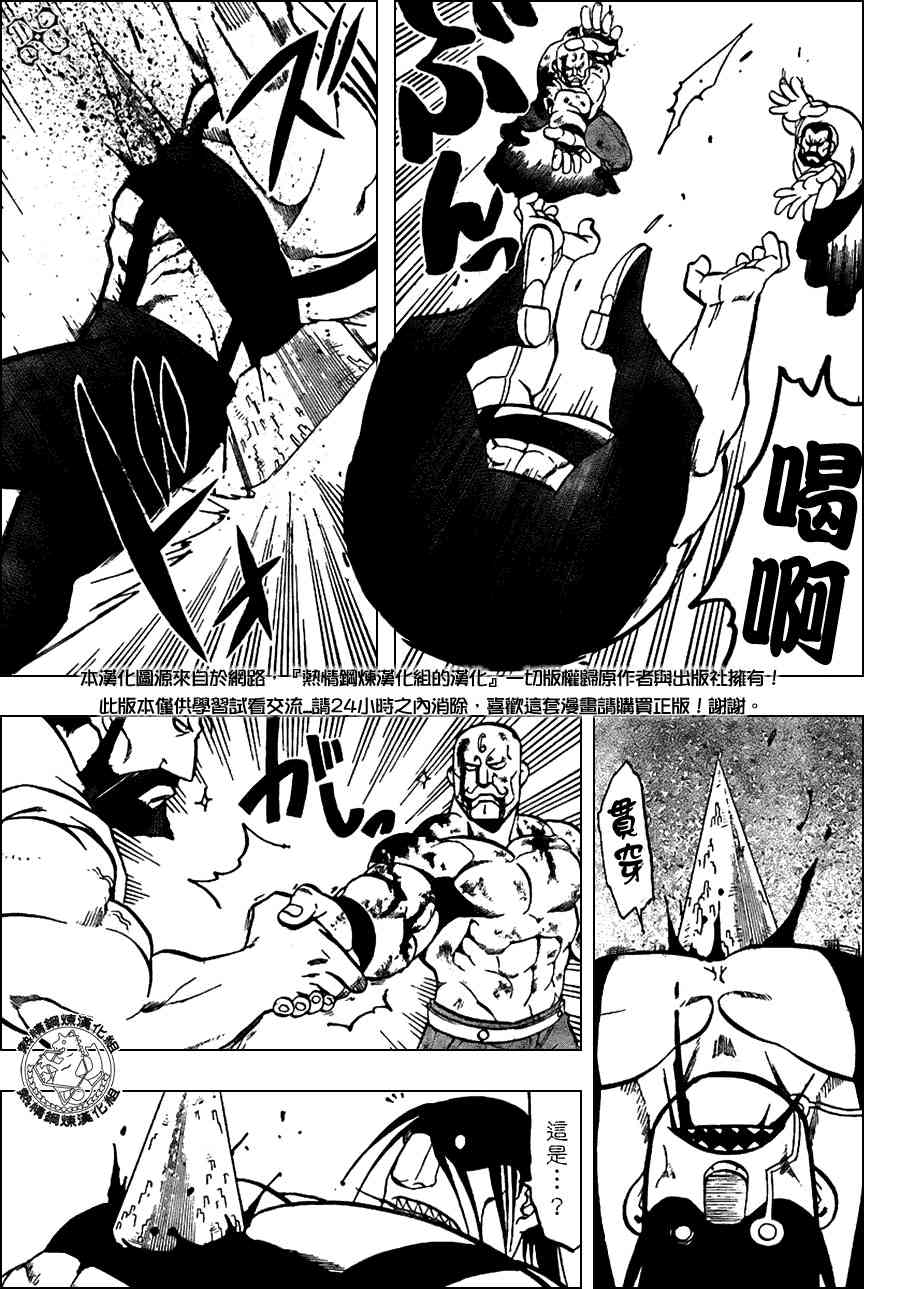 ぶんっ
喝啊
ズドッ
本漢化圖源來自於網路，『熱情鋼煉漢化組的漢化』一切版權歸原作者與出版社擁有！
此版本僅供學習試看交流，請24小時之內消除，喜歡這套漫畫請購買正版！謝謝。
貫穿
がしっ
這是…？
熱情鋼煉漢化組
熱情鋼煉漢化組